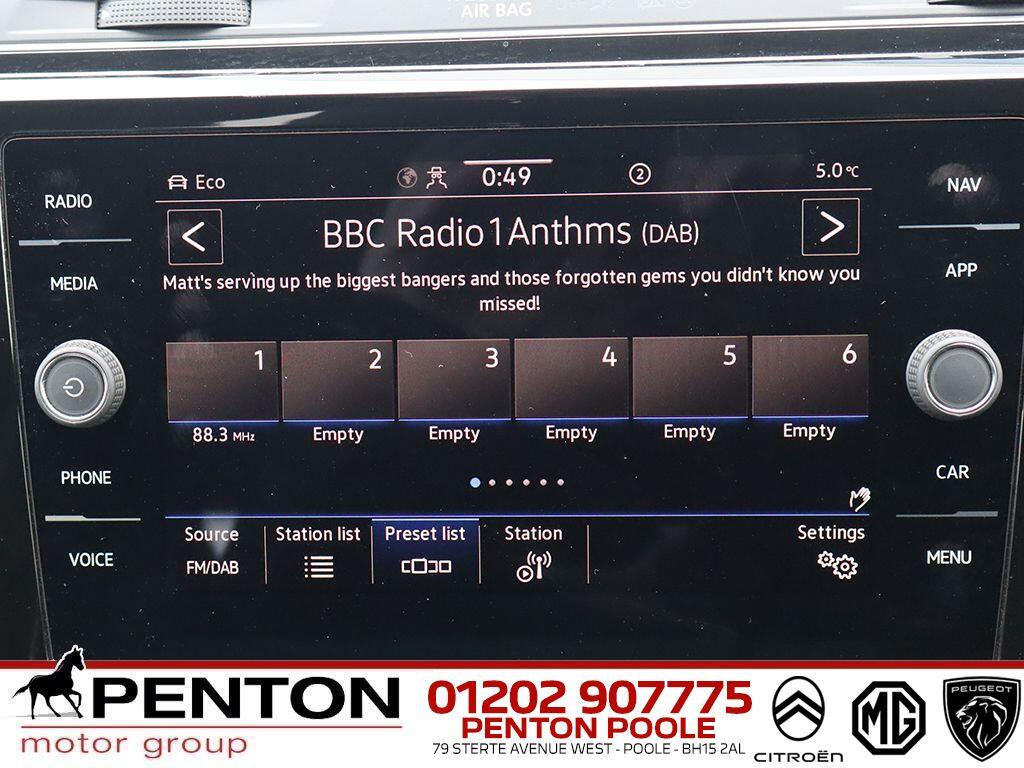 AIR BAG
Eco 0:49 2 5.0 °C
RADIO
NAV
BBC Radio 1 Anthms (DAB)
MEDIA
APP
Matt's serving up the biggest bangers and those forgotten gems you didn't know you
missed!
1 2 3 4 5 6
88.3 MHz Empty Empty Empty Empty Empty
PHONE
CAR
Source Station list Preset list Station Settings
FM/DAB
VOICE
MENU
PENTON
motor group
01202 907775
PENTON POOLE
79 STERTE AVENUE WEST - POOLE - BH15 2AL
CITROËN
MG
PEUGEOT